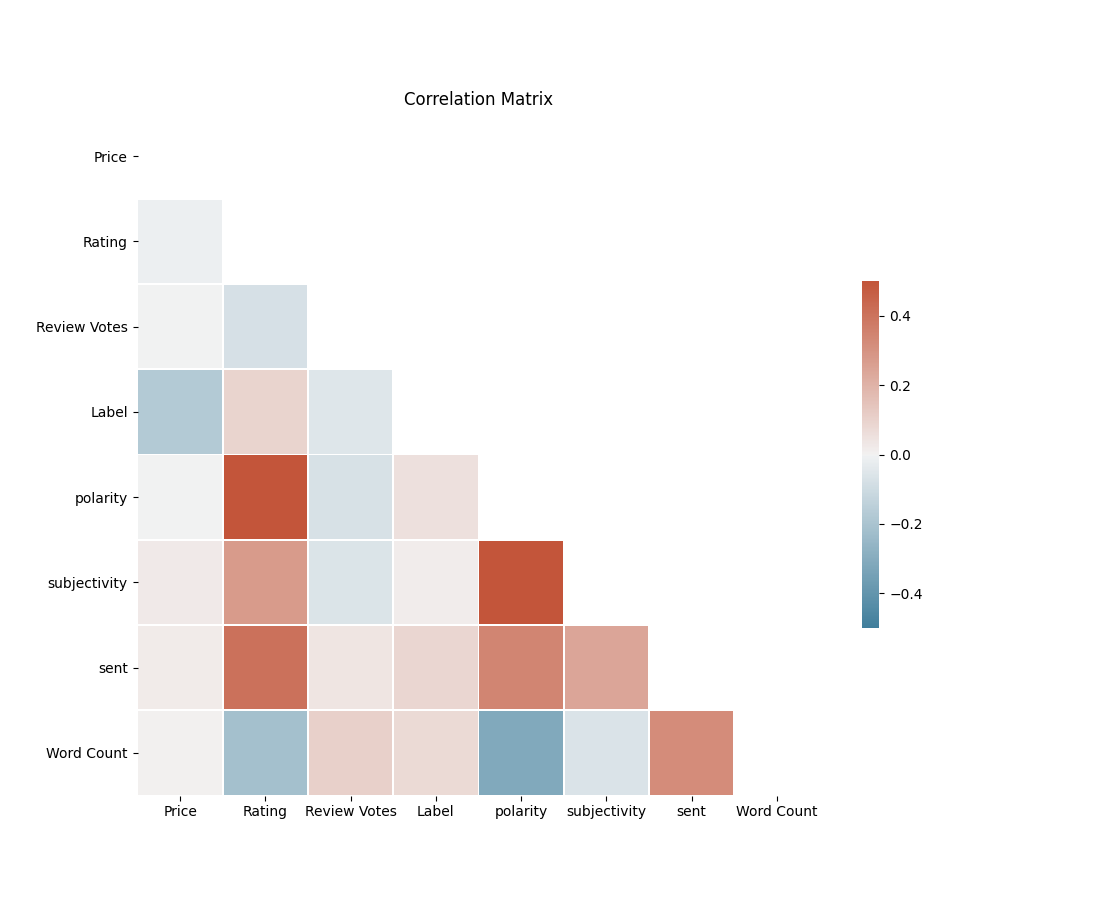 Correlation Matrix
Price
Rating
Review Votes
Label
polarity
subjectivity
sent
Word Count
Price Rating Review Votes Label polarity subjectivity sent Word Count
0.4
0.2
0.0
−0.2
−0.4